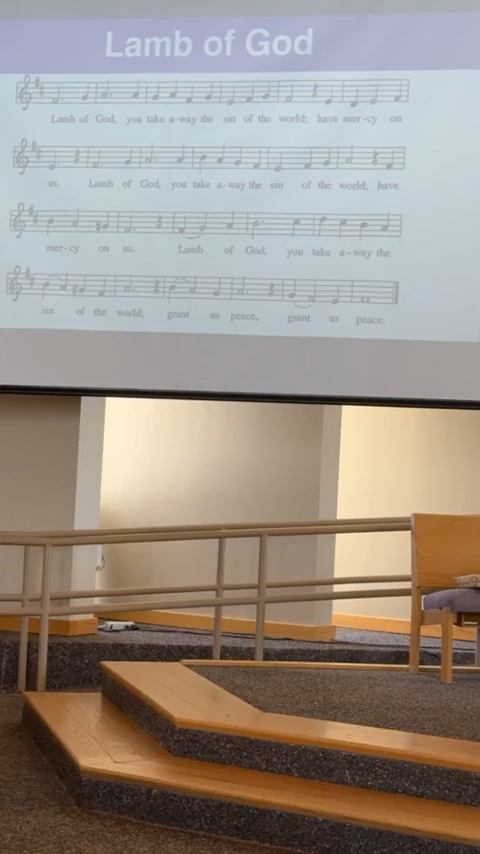 Lamb of God
Lamb of God, you take a-way the sin of the world; have mer-cy on
us. Lamb of God, you take a-way the sin of the world; have
mer-cy on us. Lamb of God, you take a-way the
sin of the world; grant us peace, grant us peace.